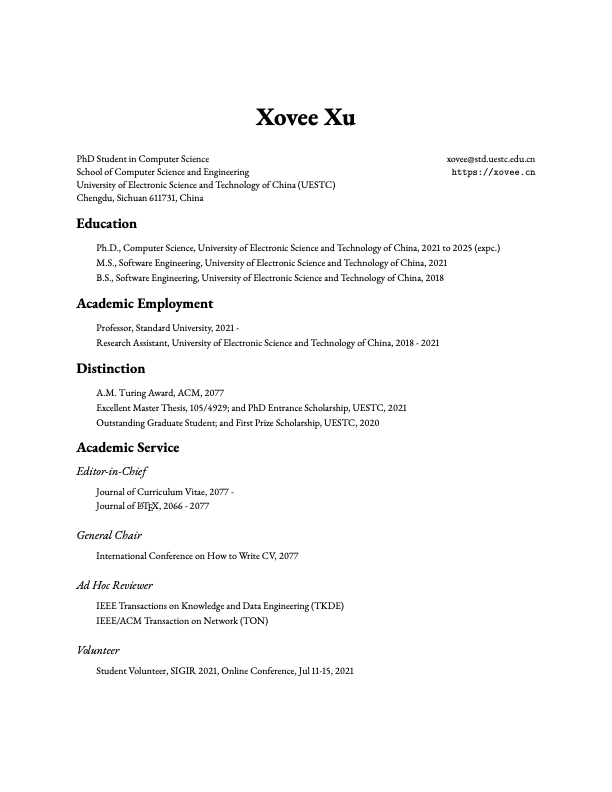 Xovee Xu
PhD Student in Computer Science
xovee@std.uestc.edu.cn
School of Computer Science and Engineering
https://xovee.cn
University of Electronic Science and Technology of China (UESTC)
Chengdu, Sichuan 611731, China
Education
Ph.D., Computer Science, University of Electronic Science and Technology of China, 2021 to 2025 (expc.)
M.S., Software Engineering, University of Electronic Science and Technology of China, 2021
B.S., Software Engineering, University of Electronic Science and Technology of China, 2018
Academic Employment
Professor, Standard University, 2021 -
Research Assistant, University of Electronic Science and Technology of China, 2018 - 2021
Distinction
A.M. Turing Award, ACM, 2077
Excellent Master Thesis, 105/4929; and PhD Entrance Scholarship, UESTC, 2021
Outstanding Graduate Student; and First Prize Scholarship, UESTC, 2020
Academic Service
Editor-in-Chief
Journal of Curriculum Vitae, 2077 -
Journal of LATEX, 2066 - 2077
General Chair
International Conference on How to Write CV, 2077
Ad Hoc Reviewer
IEEE Transactions on Knowledge and Data Engineering (TKDE)
IEEE/ACM Transaction on Network (TON)
Volunteer
Student Volunteer, SIGIR 2021, Online Conference, Jul 11-15, 2021